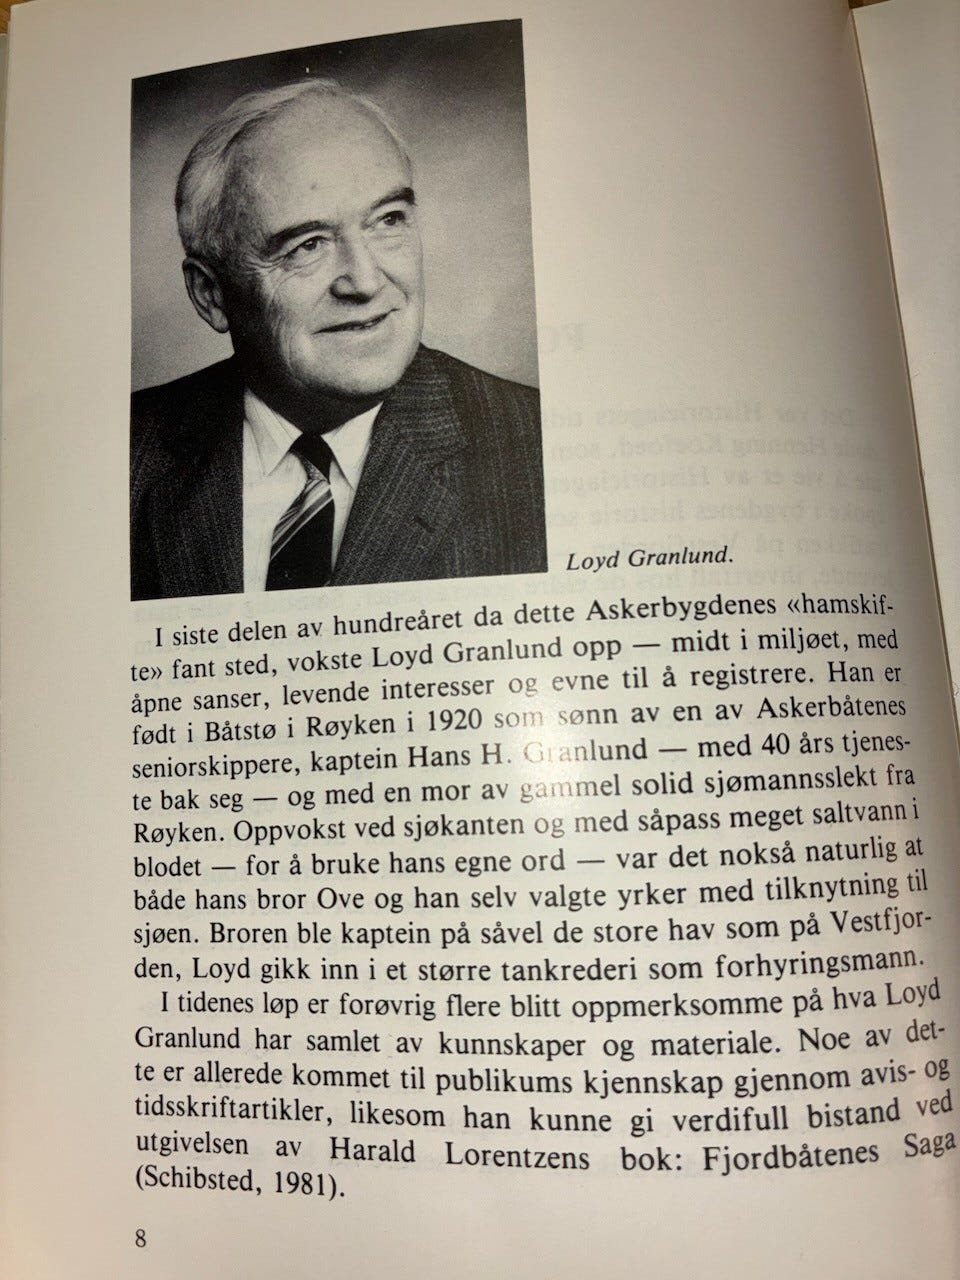 Loyd Granlund.
I siste delen av hundreåret da dette Askerbygdenes «hamskif-
te» fant sted, vokste Loyd Granlund opp — midt i miljøet, med
åpne sanser, levende interesser og evne til å registrere. Han er
født i Båtstø i Røyken i 1920 som sønn av en av Askerbåtenes
seniorskippere, kaptein Hans H. Granlund — med 40 års tjenes-
te bak seg — og med en mor av gammel solid sjømannsslekt fra
Røyken. Oppvokst ved sjøkanten og med såpass meget saltvann i
blodet — for å bruke hans egne ord — var det nokså naturlig at
både hans bror Ove og han selv valgte yrker med tilknytning til
sjøen. Broren ble kaptein på såvel de store hav som på Vestfjor-
den, Loyd gikk inn i et større tankrederi som forhyringsmann.
I tidenes løp er forøvrig flere blitt oppmerksomme på hva Loyd
Granlund har samlet av kunnskaper og materiale. Noe av det-
te er allerede kommet til publikums kjennskap gjennom avis- og
tidsskriftartikler, likesom han kunne gi verdifull bistand ved
utgivelsen av Harald Lorentzens bok: Fjordbåtenes Saga
(Schibsted, 1981).
8